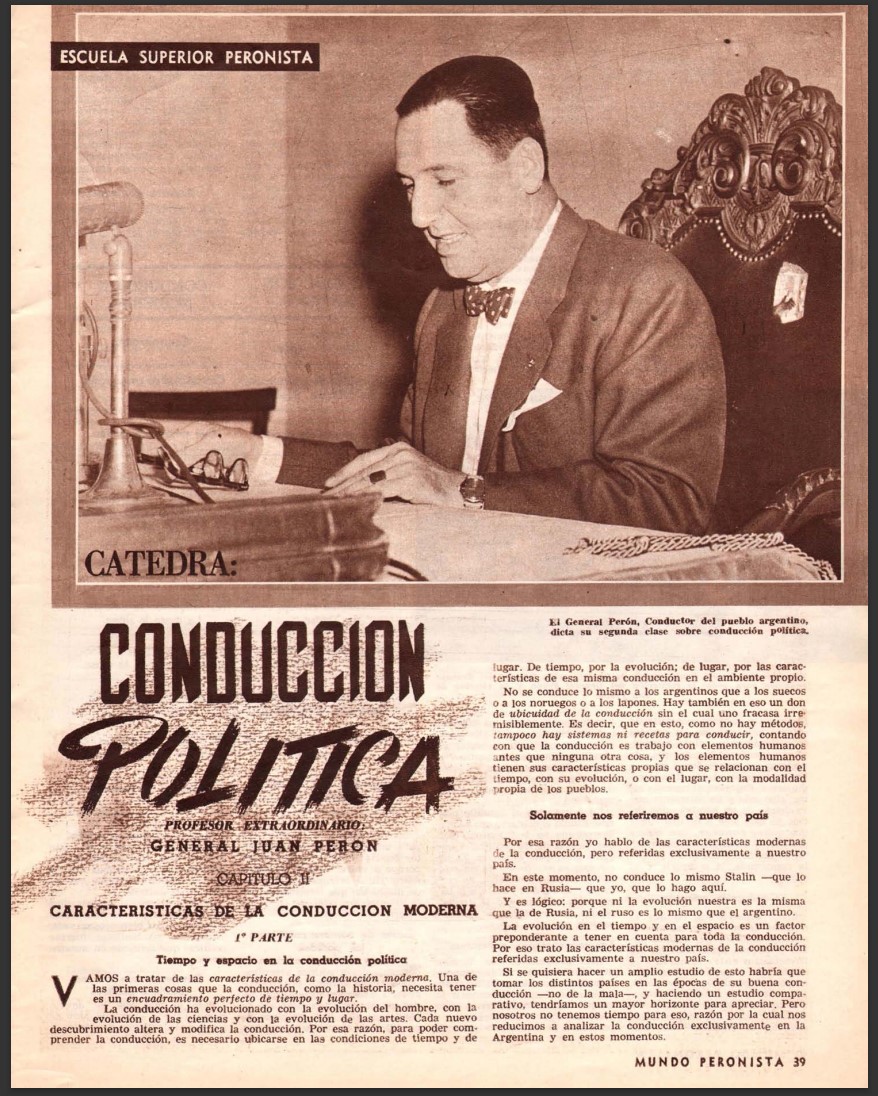 ESCUELA SUPERIOR PERONISTA
CATEDRA:
CONDUCCION
POLITICA
PROFESOR EXTRAORDINARIO:
GENERAL JUAN PERON
CAPITULO II
CARACTERISTICAS DE LA CONDUCCION MODERNA
1ª PARTE
Tiempo y espacio en la conducción política
VAMOS a tratar de las características de la conducción moderna. Una de
las primeras cosas que la conducción, como la historia, necesita tener
es un encuadramiento perfecto de tiempo y lugar.
La conducción ha evolucionado con la evolución del hombre, con la
evolución de las ciencias y con la evolución de las artes. Cada nuevo
descubrimiento altera y modifica la conducción. Por esa razón, para poder com-
prender la conducción, es necesario ubicarse en las condiciones de tiempo y de
El General Perón, Conductor del pueblo argentino,
dicta su segunda clase sobre conducción política.
lugar. De tiempo, por la evolución; de lugar, por las carac-
terísticas de esa misma conducción en el ambiente propio.
No se conduce lo mismo a los argentinos que a los suecos
o a los noruegos o a los lapones. Hay también en eso un don
de ubicuidad de la conducción sin el cual uno fracasa irre-
misiblemente. Es decir, que en esto, como no hay métodos,
tampoco hay sistemas ni recetas para conducir, contando
con que la conducción es trabajo con elementos humanos
antes que ninguna otra cosa, y los elementos humanos
tienen sus características propias que se relacionan con el
tiempo, con su evolución, o con el lugar, con la modalidad
propia de los pueblos.
Solamente nos referiremos a nuestro país
Por esa razón yo hablo de las características modernas
de la conducción, pero referidas exclusivamente a nuestro
país.
En este momento, no conduce lo mismo Stalin —que lo
hace en Rusia— que yo, que lo hago aquí.
Y es lógico: porque ni la evolución nuestra es la misma
que la de Rusia, ni el ruso es lo mismo que el argentino.
La evolución en el tiempo y en el espacio es un factor
preponderante a tener en cuenta para toda la conducción.
Por eso trato las características modernas de la conducción
referidas exclusivamente a nuestro país.
Si se quisiera hacer un amplio estudio de esto habría que
tomar los distintos países en las épocas de su buena con-
ducción —no de la mala—, y haciendo un estudio compa-
rativo, tendríamos un mayor horizonte para apreciar. Pero
nosotros no tenemos tiempo para eso, razón por la cual nos
reducimos a analizar la conducción exclusivamente en la
Argentina y en estos momentos.
MUNDO PERONISTA 39